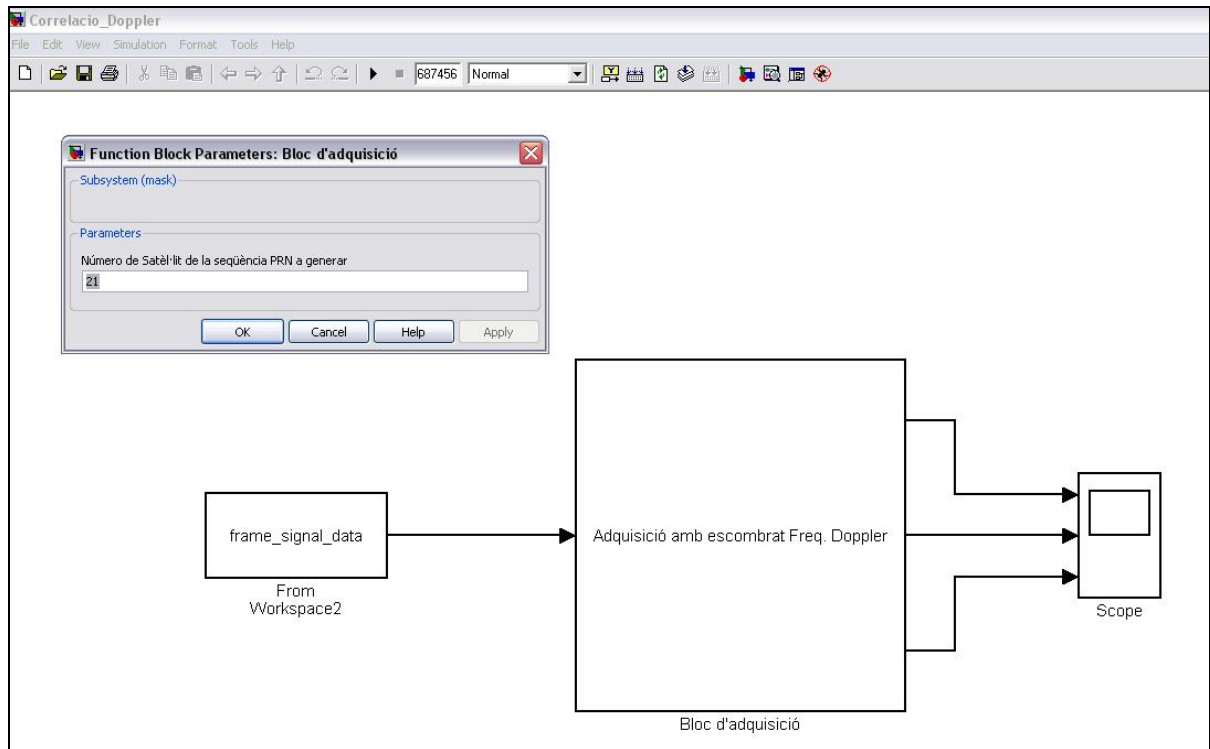 Correlacio_Doppler
File Edit View Simulation Format Tools Help
687456 Normal
Function Block Parameters: Bloc d'adquisició
Subsystem (mask)
Parameters
Número de Satèl·lit de la seqüència PRN a generar
21
OK Cancel Help Apply
frame_signal_data
From
Workspace2
Adquisició amb escombrat Freq. Doppler
Bloc d'adquisició
Scope